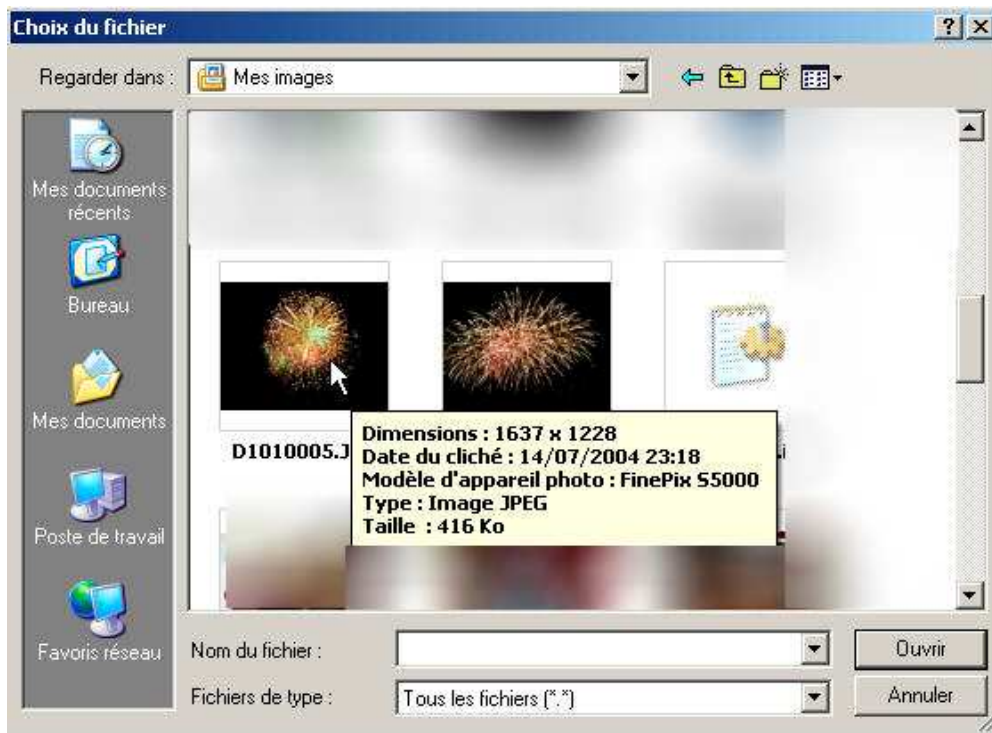 Choix du fichier
Regarder dans :
Mes images
Mes documents
récents
Bureau
Mes documents
Poste de travail
Favoris réseau
D1010005.J
Dimensions : 1637 x 1228
Date du cliché : 14/07/2004 23:18
Modèle d'appareil photo : FinePix S5000
Type : Image JPEG
Taille : 416 Ko
Nom du fichier :
Ouvrir
Fichiers de type :
Tous les fichiers (*.*)
Annuler